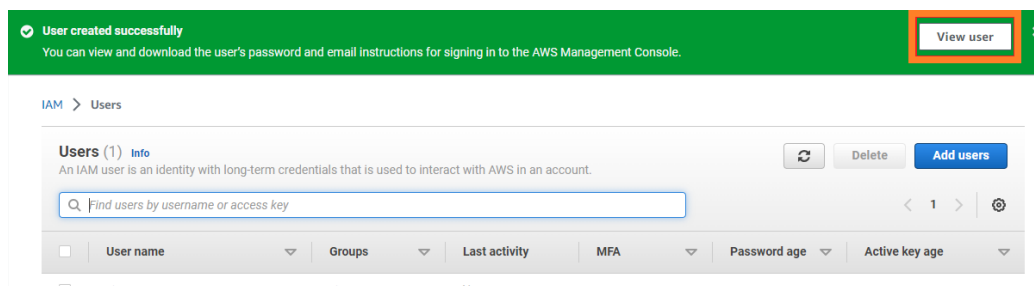 User created successfully
View user
You can view and download the user's password and email instructions for signing in to the AWS Management Console.
IAM > Users
Users (1) Info
Delete
Add users
An IAM user is an identity with long-term credentials that is used to interact with AWS in an account.
Find users by username or access key
< 1 >
User name Groups Last activity MFA Password age Active key age